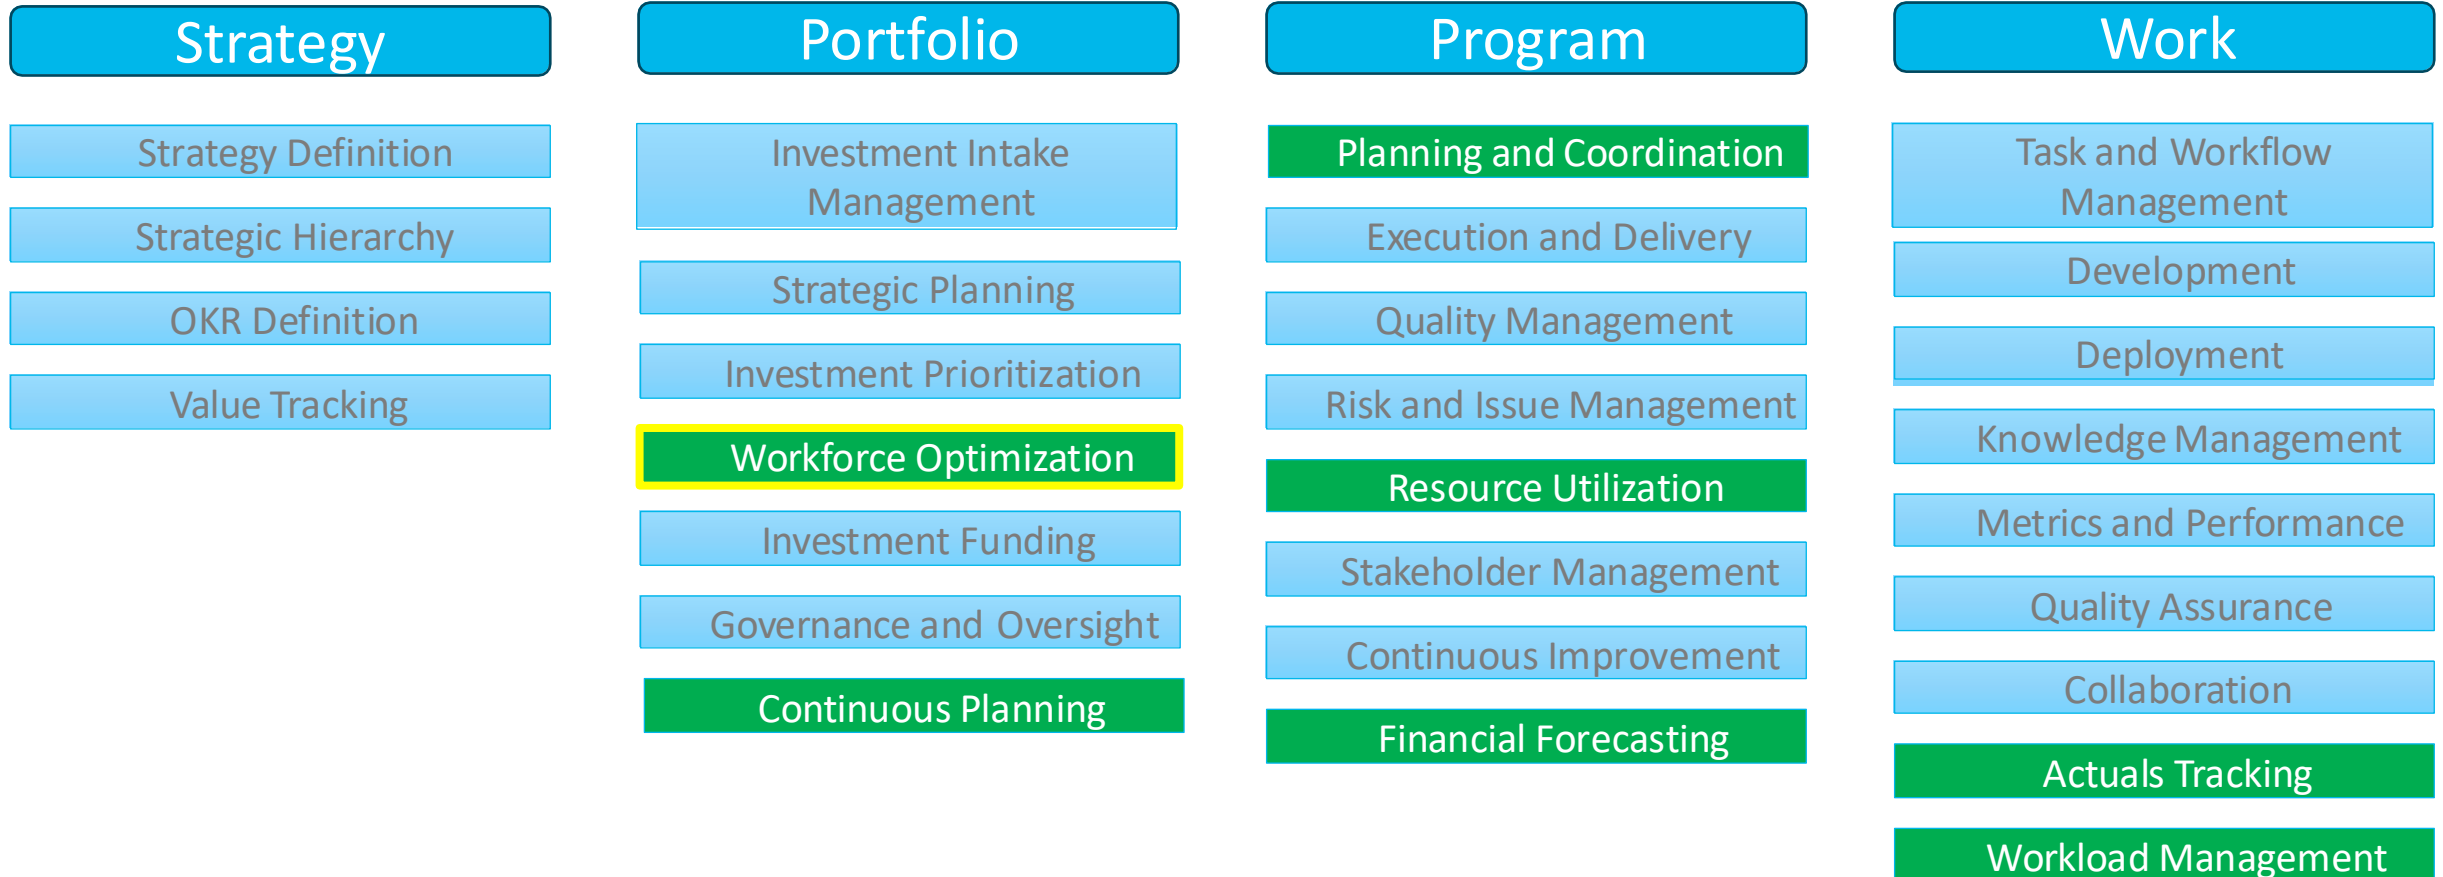 Strategy
Strategy Definition
Strategic Hierarchy
OKR Definition
Value Tracking
Portfolio
Investment Intake
Management
Strategic Planning
Investment Prioritization
Workforce Optimization
Investment Funding
Governance and Oversight
Continuous Planning
Program
Planning and Coordination
Execution and Delivery
Quality Management
Risk and Issue Management
Resource Utilization
Stakeholder Management
Continuous Improvement
Financial Forecasting
Work
Task and Workflow
Management
Development
Deployment
Knowledge Management
Metrics and Performance
Quality Assurance
Collaboration
Actuals Tracking
Workload Management